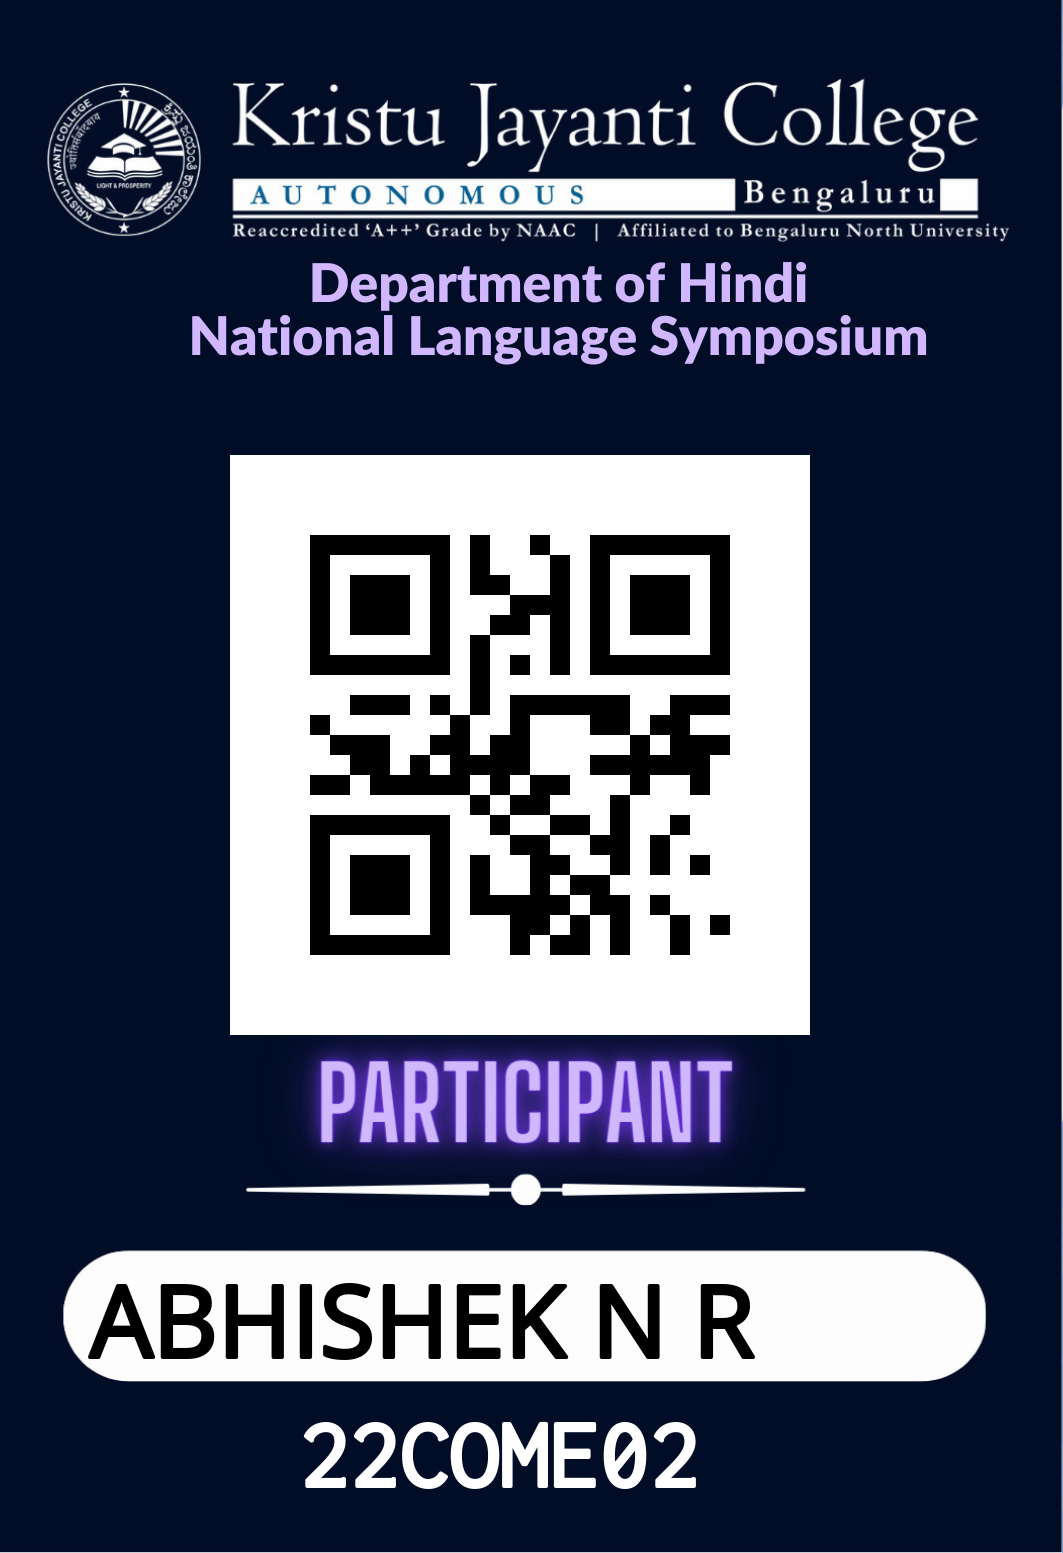 KRISTU JAYANTI COLLEGE
LIGHT & PROSPERITY
Kristu Jayanti College
AUTONOMOUS Bengaluru
Reaccredited ‘A++’ Grade by NAAC | Affiliated to Bengaluru North University
Department of Hindi
National Language Symposium
PARTICIPANT
ABHISHEK N R
22COME02